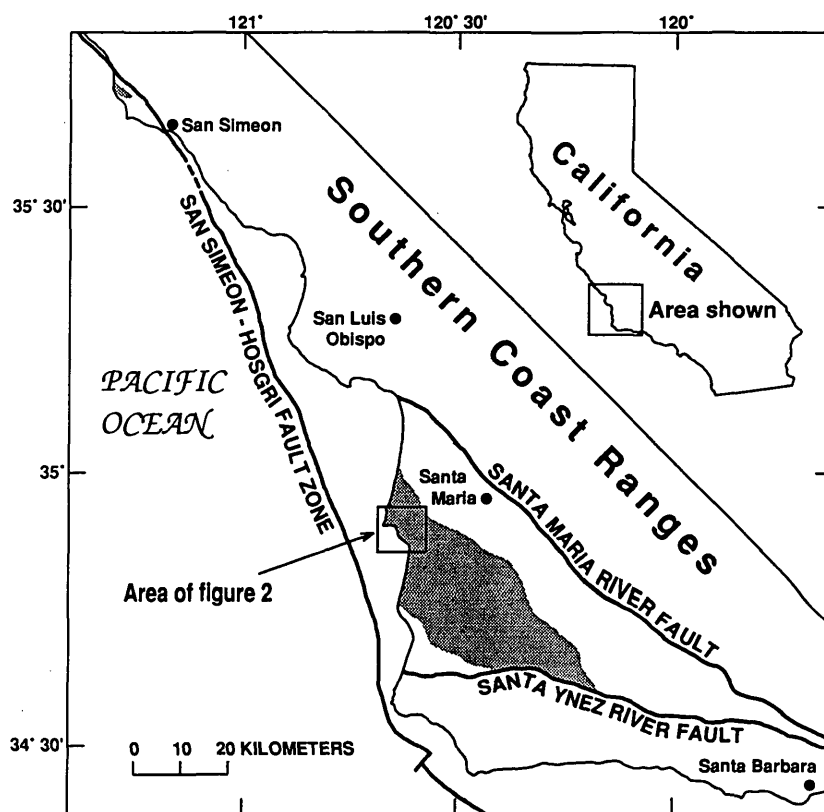 121°
120° 30'
120°
San Simeon
35° 30'
California
Area shown
Southern Coast Ranges
SAN SIMEON - HOSGRI FAULT ZONE
San Luis
Obispo
PACIFIC
OCEAN
35°
Santa
Maria
SANTA MARIA RIVER FAULT
Area of figure 2
SANTA YNEZ RIVER FAULT
34° 30'
0 10 20 KILOMETERS
Santa Barbara